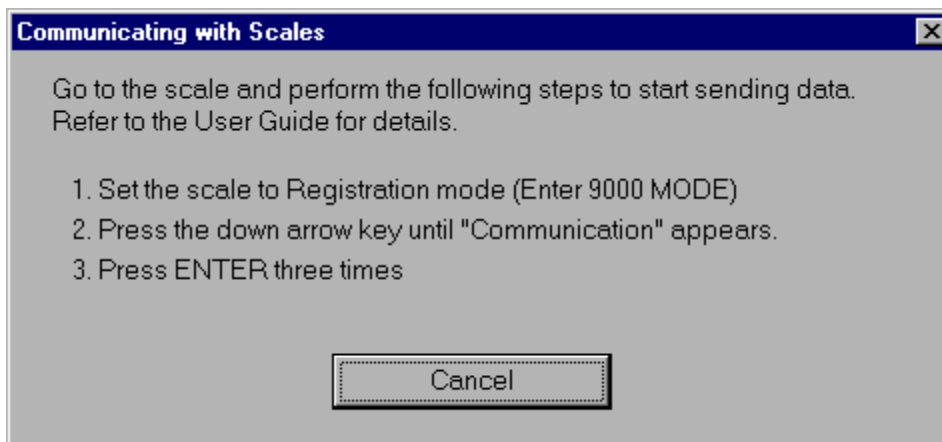 Communicating with Scales
Go to the scale and perform the following steps to start sending data.
Refer to the User Guide for details.
1. Set the scale to Registration mode (Enter 9000 MODE)
2. Press the down arrow key until "Communication" appears.
3. Press ENTER three times
Cancel